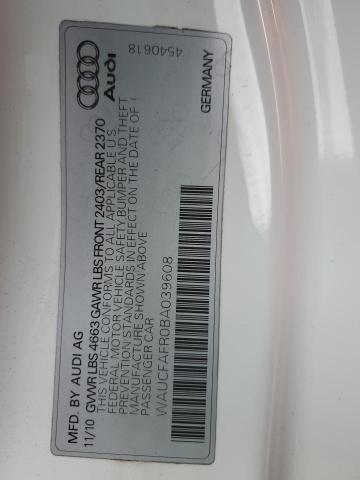 MFD. BY AUDI AG
11/10 GVWR LBS 4663 GAWR LBS FRONT 2403/REAR 2370
THIS VEHICLE CONFORMS TO ALL APPLICABLE U.S.
FEDERAL MOTOR VEHICLE SAFETY, BUMPER AND THEFT
PREVENTION STANDARDS IN EFFECT ON THE DATE OF
MANUFACTURE SHOWN ABOVE
PASSENGER CAR
WAUCFAFR0BA039608
Audi
4540618
GERMANY